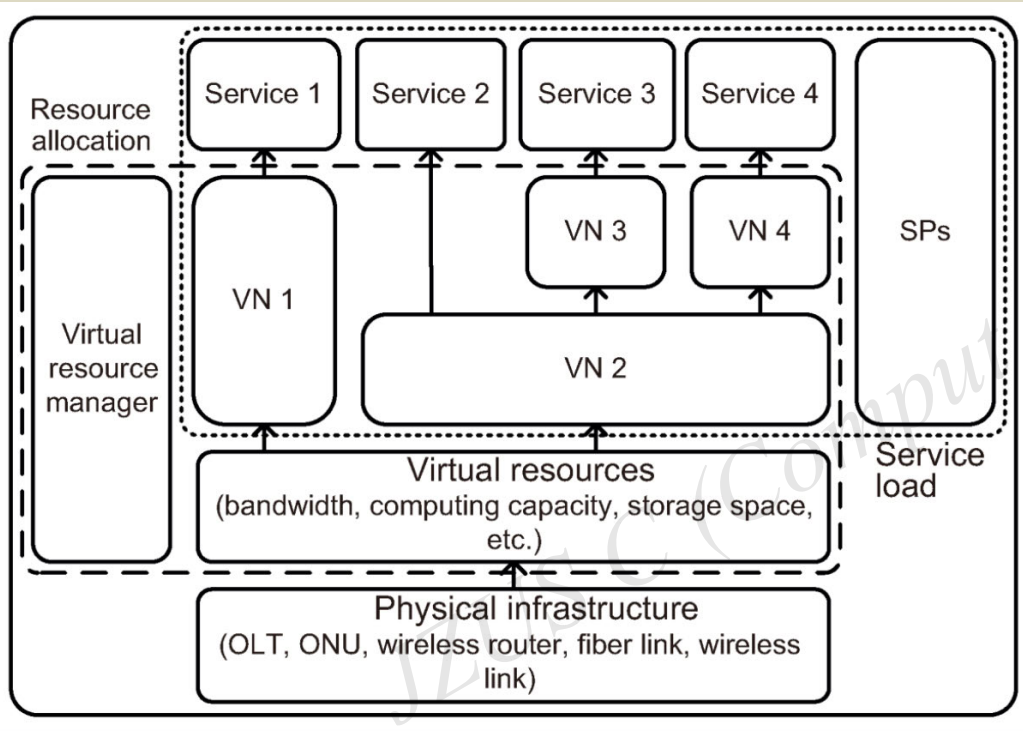 Service 1
Service 2
Service 3
Service 4
Resource
allocation
VN 3
VN 4
SPs
VN 1
Virtual
resource
manager
VN 2
Service
load
Virtual resources
(bandwidth, computing capacity, storage space,
etc.)
Physical infrastructure
(OLT, ONU, wireless router, fiber link, wireless
link)
JZUS C (Comput